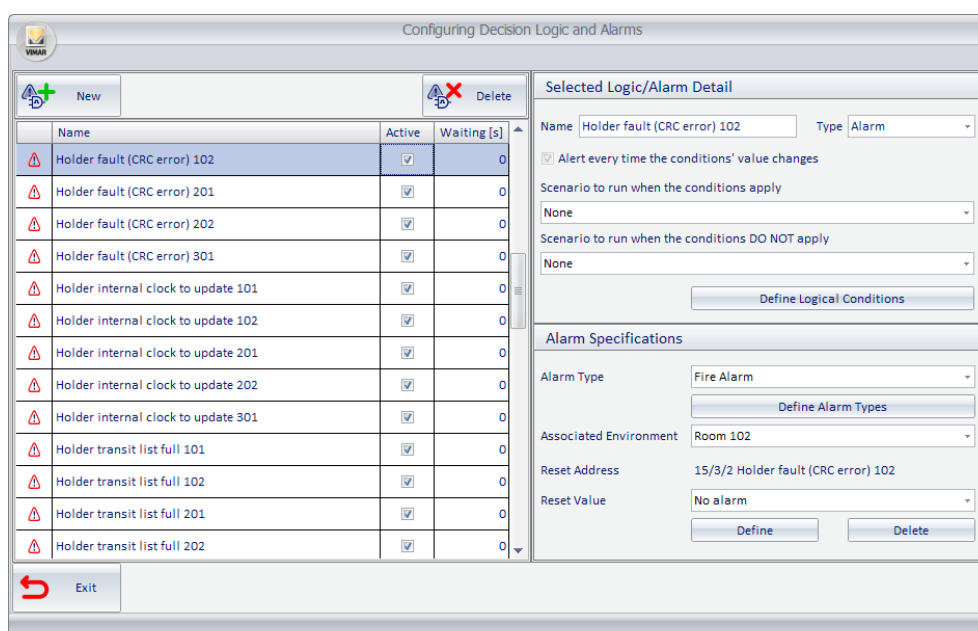 Configuring Decision Logic and Alarms
VIMAR
New
Delete
Name Active Waiting [s]
Holder fault (CRC error) 102 0
Holder fault (CRC error) 201 0
Holder fault (CRC error) 202 0
Holder fault (CRC error) 301 0
Holder internal clock to update 101 0
Holder internal clock to update 102 0
Holder internal clock to update 201 0
Holder internal clock to update 202 0
Holder internal clock to update 301 0
Holder transit list full 101 0
Holder transit list full 102 0
Holder transit list full 201 0
Holder transit list full 202 0
Exit
Selected Logic/Alarm Detail
Name Holder fault (CRC error) 102 Type Alarm
Alert every time the conditions' value changes
Scenario to run when the conditions apply
None
Scenario to run when the conditions DO NOT apply
None
Define Logical Conditions
Alarm Specifications
Alarm Type Fire Alarm
Define Alarm Types
Associated Environment Room 102
Reset Address 15/3/2 Holder fault (CRC error) 102
Reset Value No alarm
Define Delete